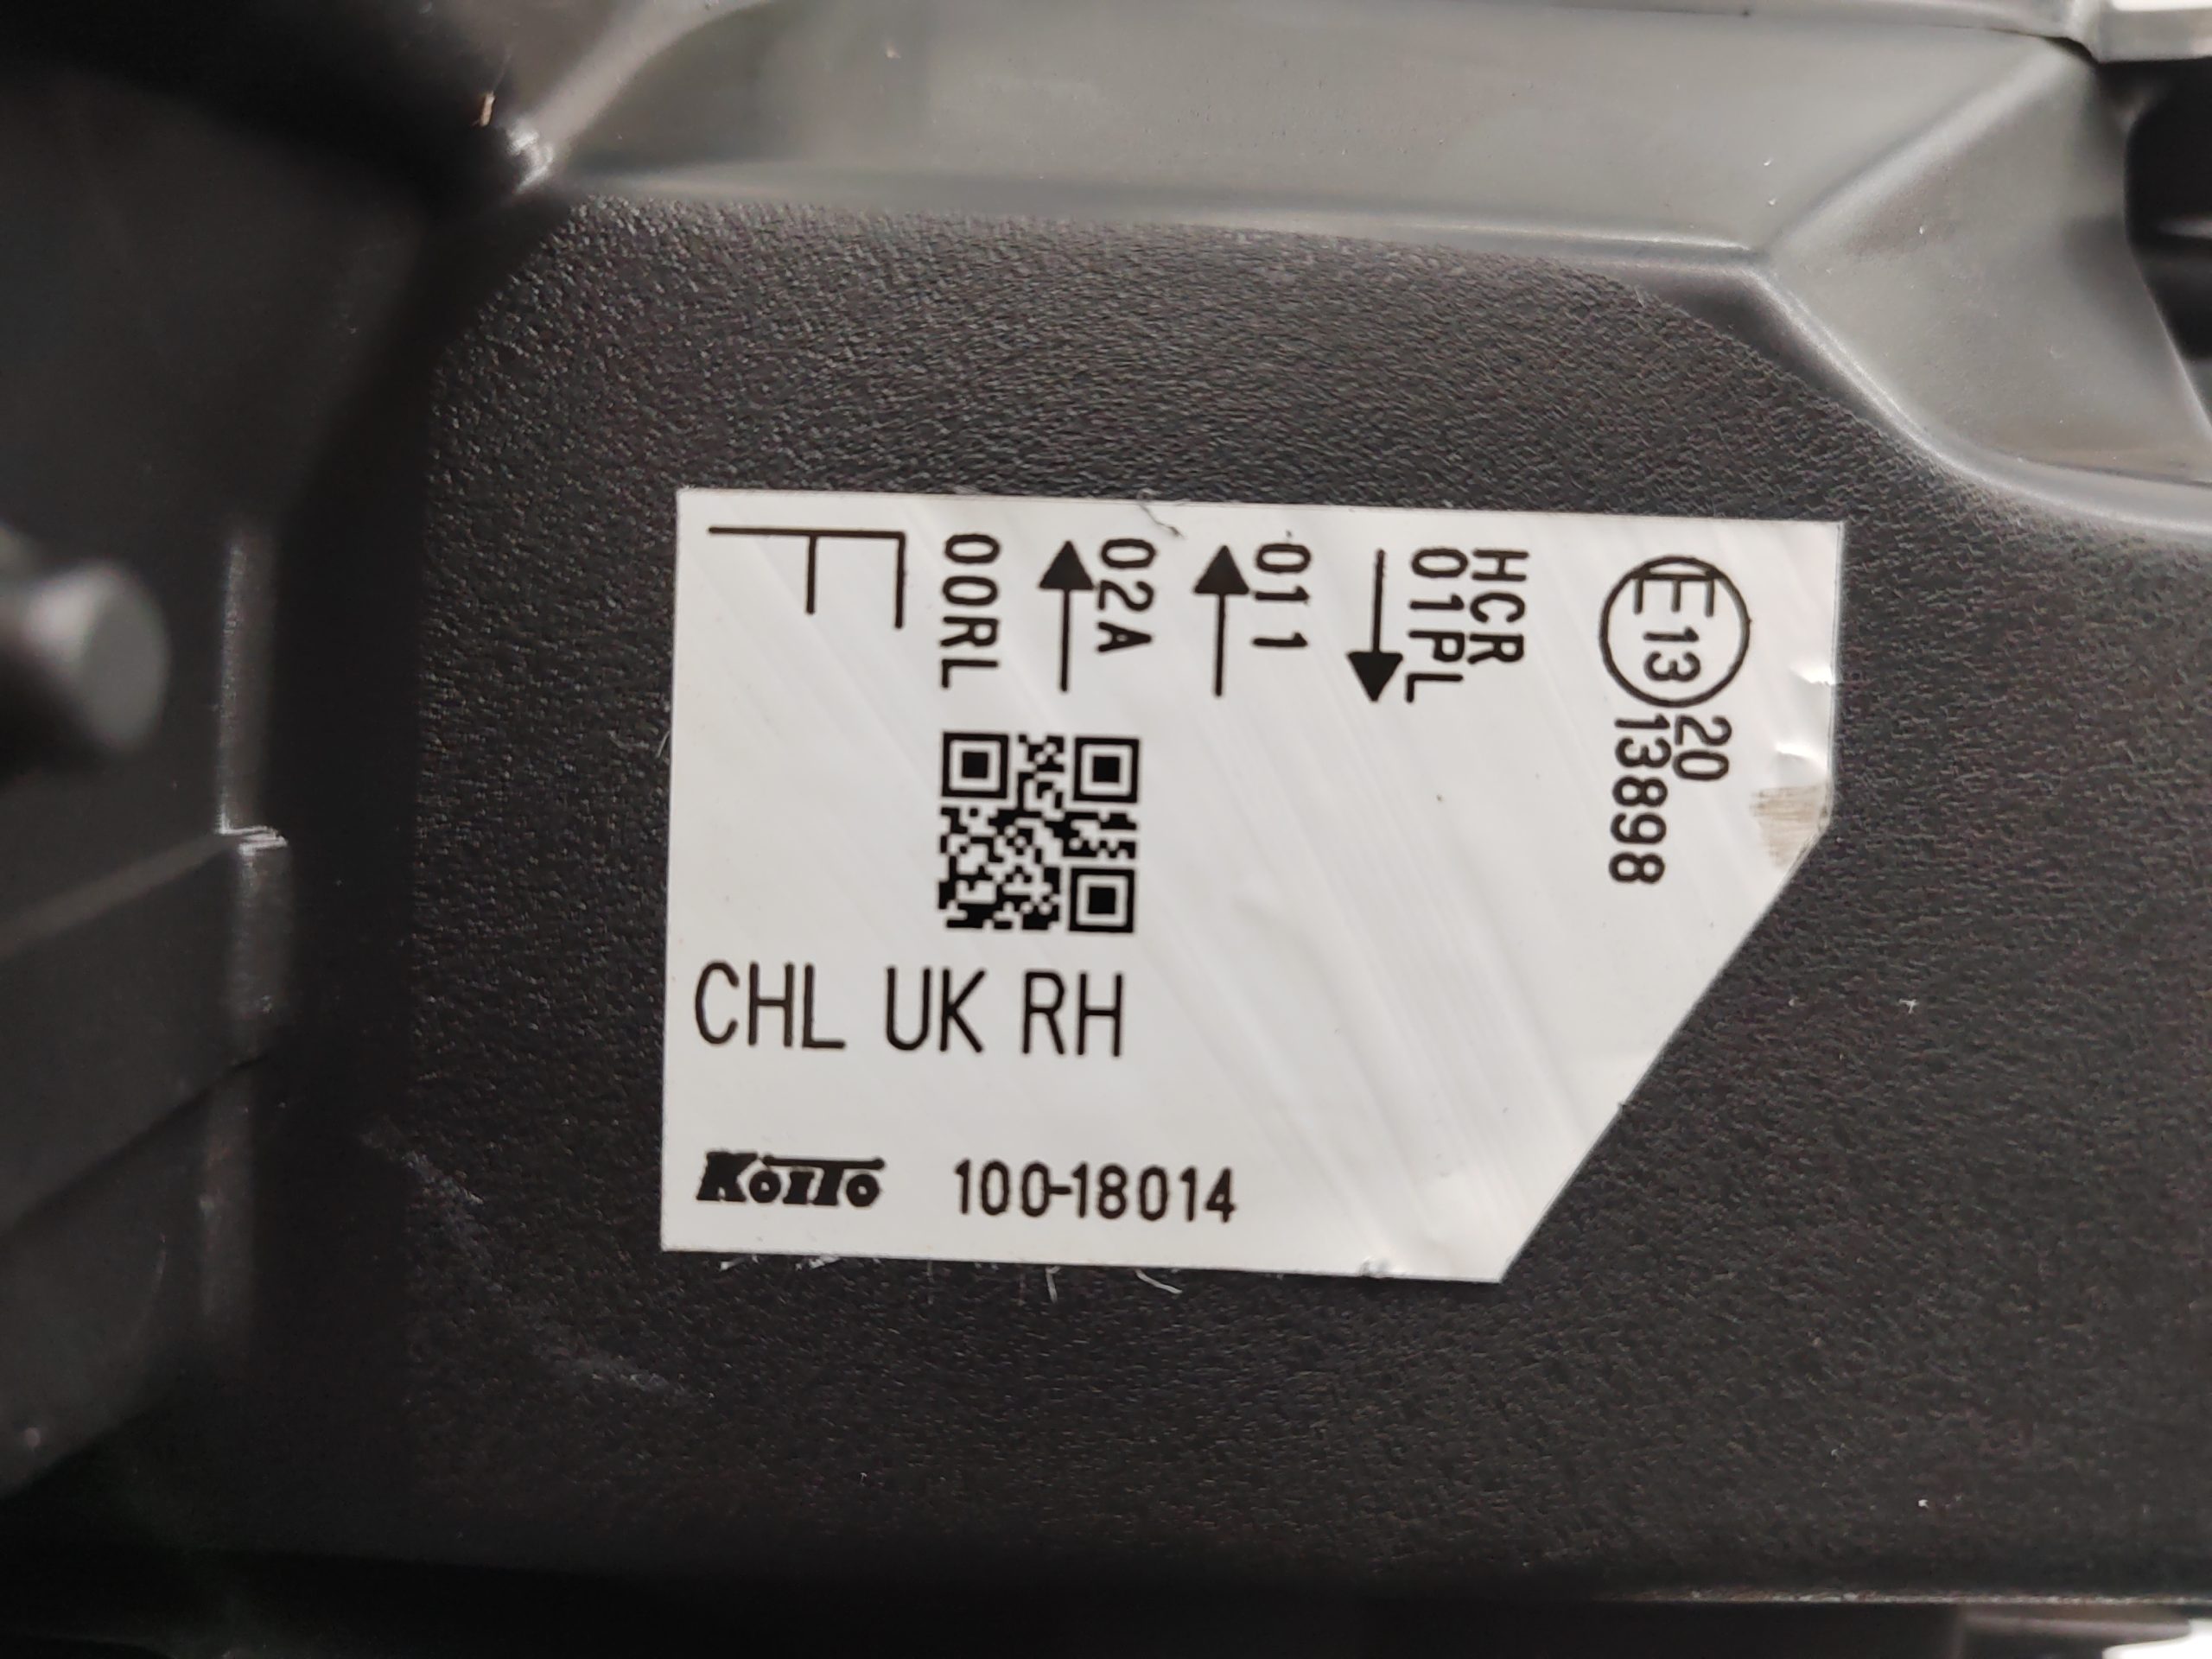 E13 20
13898
HCR
01PL
011
02A
00RL
CHL UK RH
KOITO 100-18014